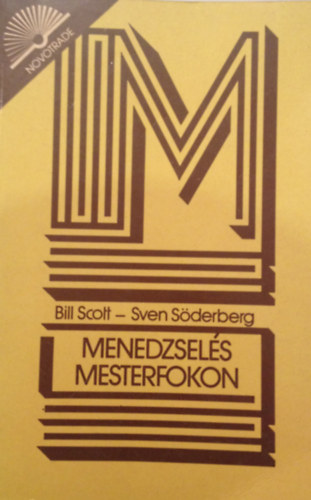 NOVOTRADE
M
Bill Scott – Sven Söderberg
MENEDZSELÉS
MESTERFOKON